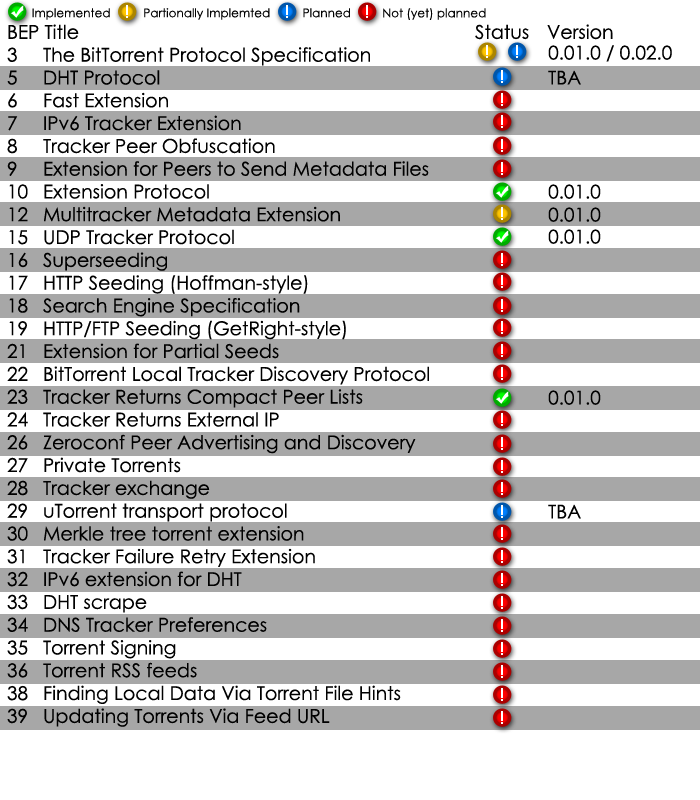 Implemented Partionally Implemted Planned Not (yet) planned
BEP Title Status Version
3 The BitTorrent Protocol Specification 0.01.0 / 0.02.0
5 DHT Protocol TBA
6 Fast Extension
7 IPv6 Tracker Extension
8 Tracker Peer Obfuscation
9 Extension for Peers to Send Metadata Files
10 Extension Protocol 0.01.0
12 Multitracker Metadata Extension 0.01.0
15 UDP Tracker Protocol 0.01.0
16 Superseeding
17 HTTP Seeding (Hoffman-style)
18 Search Engine Specification
19 HTTP/FTP Seeding (GetRight-style)
21 Extension for Partial Seeds
22 BitTorrent Local Tracker Discovery Protocol
23 Tracker Returns Compact Peer Lists 0.01.0
24 Tracker Returns External IP
26 Zeroconf Peer Advertising and Discovery
27 Private Torrents
28 Tracker exchange
29 uTorrent transport protocol TBA
30 Merkle tree torrent extension
31 Tracker Failure Retry Extension
32 IPv6 extension for DHT
33 DHT scrape
34 DNS Tracker Preferences
35 Torrent Signing
36 Torrent RSS feeds
38 Finding Local Data Via Torrent File Hints
39 Updating Torrents Via Feed URL